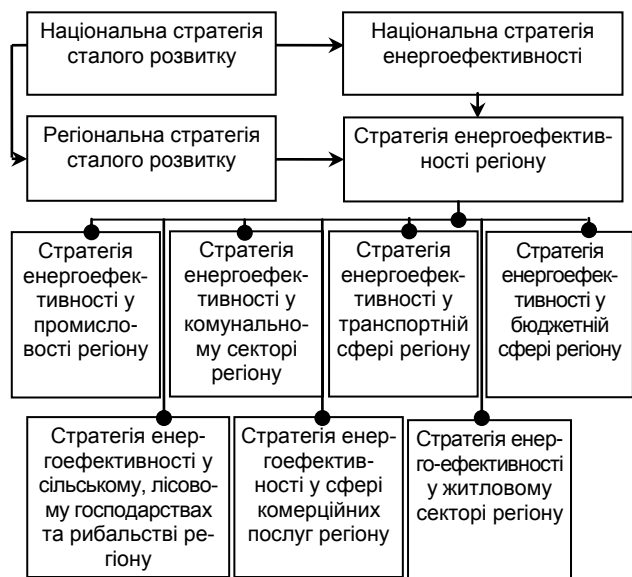 Національна стратегія
сталого розвитку
Національна стратегія
енергоефективності
Регіональна стратегія
сталого розвитку
Стратегія енергоефектив-
ності регіону
Стратегія
енергоефек-
тивності у
промисло-
вості регіону
Стратегія
енергоефек-
тивності у
комунально-
му секторі
регіону
Стратегія
енергоефек-
тивності у
транспортній
сфері регіону
Стратегія
енергоефек-
тивності у
бюджетній
сфері регіону
Стратегія енер-
гоефективності у
сільському, лісово-
му господарствах
та рибальстві ре-
гіону
Стратегія ене-
ргоефектив-
ності у сфері
комерційних
послуг регіону
Стратегія енер-
го-ефективності
у житловому
секторі регіону